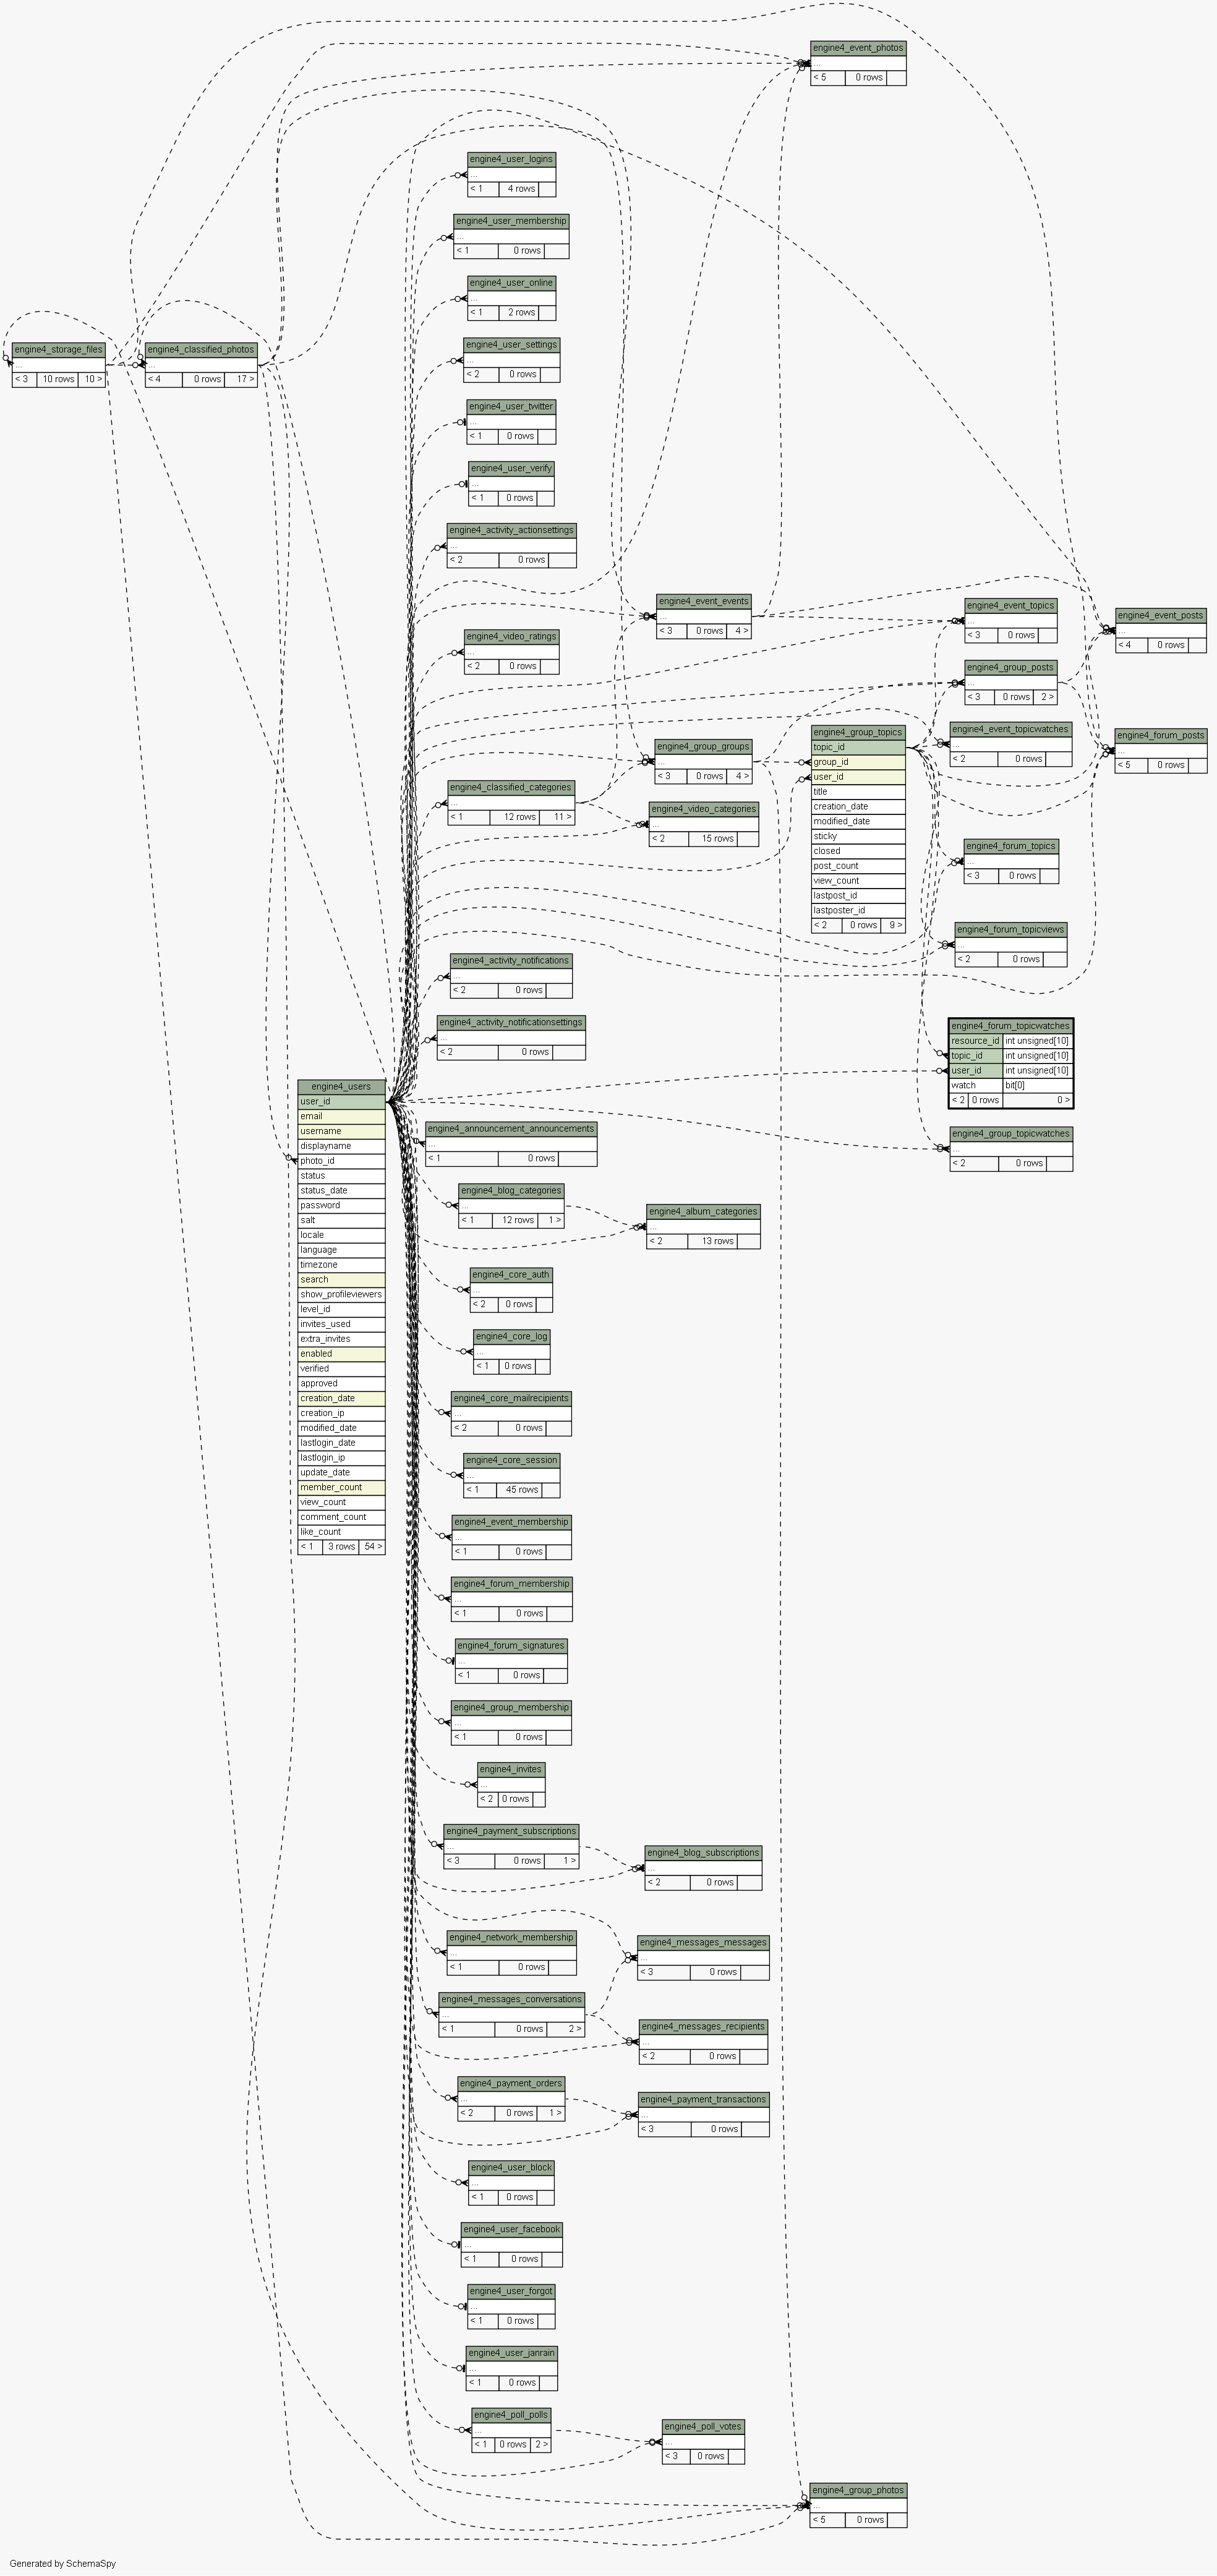 engine4_event_photos
...
< 5 0 rows
engine4_user_logins
...
< 1 4 rows
engine4_user_membership
...
< 1 0 rows
engine4_user_online
...
< 1 2 rows
engine4_user_settings
...
< 2 0 rows
engine4_storage_files
...
< 3 10 rows 10 >
engine4_classified_photos
...
< 4 0 rows 17 >
engine4_user_twitter
...
< 1 0 rows
engine4_user_verify
...
< 1 0 rows
engine4_activity_actionsettings
...
< 2 0 rows
engine4_event_events
...
< 3 0 rows 4 >
engine4_event_topics
...
< 3 0 rows
engine4_event_posts
...
< 4 0 rows
engine4_video_ratings
...
< 2 0 rows
engine4_group_posts
...
< 3 0 rows 2 >
engine4_event_topicwatches
...
< 2 0 rows
engine4_forum_posts
...
< 5 0 rows
engine4_group_groups
...
< 3 0 rows 4 >
engine4_group_topics
topic_id
group_id
user_id
title
creation_date
modified_date
sticky
closed
post_count
view_count
lastpost_id
lastposter_id
< 2 0 rows 9 >
engine4_classified_categories
...
< 1 12 rows 11 >
engine4_video_categories
...
< 2 15 rows
engine4_forum_topics
...
< 3 0 rows
engine4_forum_topicviews
...
< 2 0 rows
engine4_activity_notifications
...
< 2 0 rows
engine4_activity_notificationsettings
...
< 2 0 rows
engine4_forum_topicwatches
resource_id int unsigned[10]
topic_id int unsigned[10]
user_id int unsigned[10]
watch bit[0]
< 2 0 rows 0 >
engine4_users
user_id
email
username
displayname
photo_id
status
status_date
password
salt
locale
language
timezone
search
show_profileviewers
level_id
invites_used
extra_invites
enabled
verified
approved
creation_date
creation_ip
modified_date
lastlogin_date
lastlogin_ip
update_date
member_count
view_count
comment_count
like_count
< 1 3 rows 54 >
engine4_announcement_announcements
...
< 1 0 rows
engine4_group_topicwatches
...
< 2 0 rows
engine4_blog_categories
...
< 1 12 rows 1 >
engine4_album_categories
...
< 2 13 rows
engine4_core_auth
...
< 2 0 rows
engine4_core_log
...
< 1 0 rows
engine4_core_mailrecipients
...
< 2 0 rows
engine4_core_session
...
< 1 45 rows
engine4_event_membership
...
< 1 0 rows
engine4_forum_membership
...
< 1 0 rows
engine4_forum_signatures
...
< 1 0 rows
engine4_group_membership
...
< 1 0 rows
engine4_invites
...
< 2 0 rows
engine4_payment_subscriptions
...
< 3 0 rows 1 >
engine4_blog_subscriptions
...
< 2 0 rows
engine4_network_membership
...
< 1 0 rows
engine4_messages_messages
...
< 3 0 rows
engine4_messages_conversations
...
< 1 0 rows 2 >
engine4_messages_recipients
...
< 2 0 rows
engine4_payment_orders
...
< 2 0 rows 1 >
engine4_payment_transactions
...
< 3 0 rows
engine4_user_block
...
< 1 0 rows
engine4_user_facebook
...
< 1 0 rows
engine4_user_forgot
...
< 1 0 rows
engine4_user_janrain
...
< 1 0 rows
engine4_poll_polls
...
< 1 0 rows 2 >
engine4_poll_votes
...
< 3 0 rows
engine4_group_photos
...
< 5 0 rows
Generated by SchemaSpy